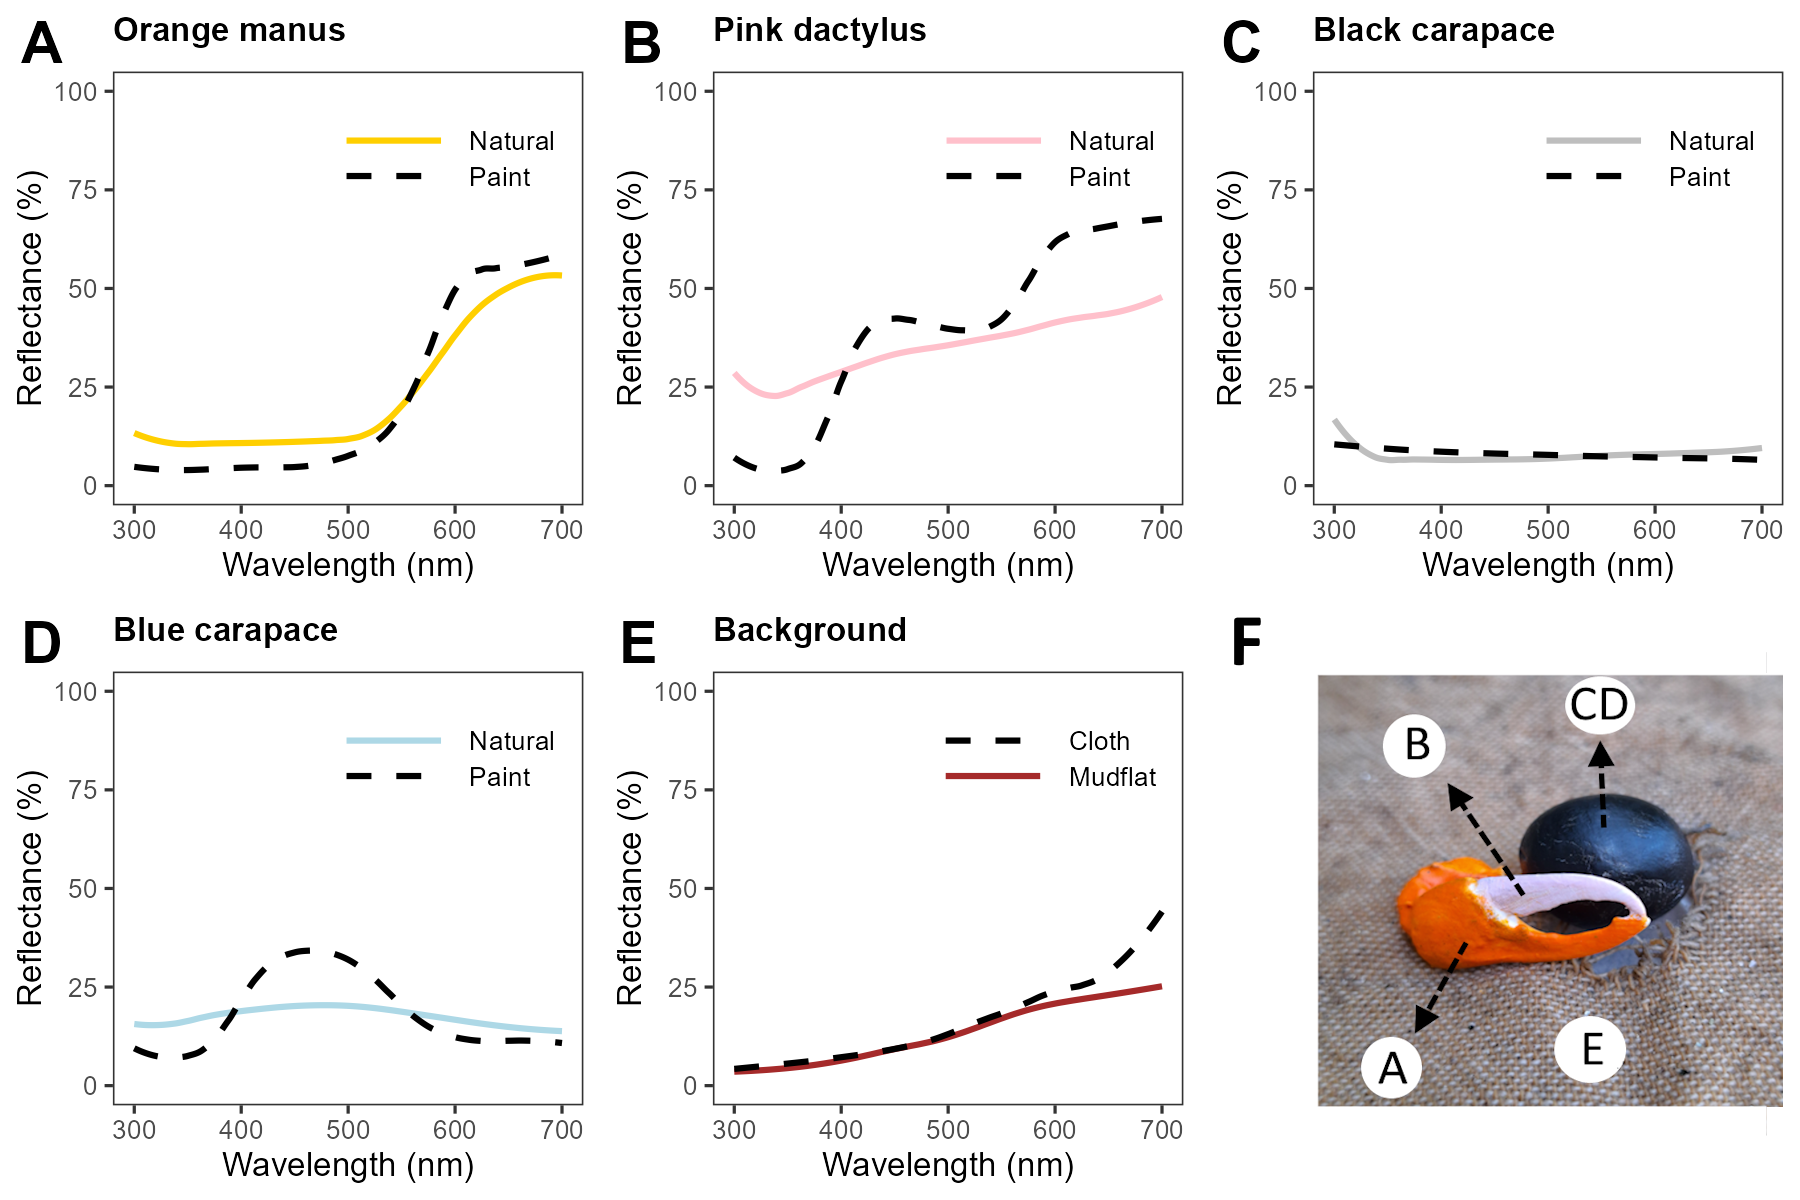 A Orange manus
100
75
50
25
0
Reflectance (%)
Natural
Paint
300 400 500 600 700
Wavelength (nm)
B Pink dactylus
100
75
50
25
0
Reflectance (%)
Natural
Paint
300 400 500 600 700
Wavelength (nm)
C Black carapace
100
75
50
25
0
Reflectance (%)
Natural
Paint
300 400 500 600 700
Wavelength (nm)
D Blue carapace
100
75
50
25
0
Reflectance (%)
Natural
Paint
300 400 500 600 700
Wavelength (nm)
E Background
100
75
50
25
0
Reflectance (%)
Cloth
Mudflat
300 400 500 600 700
Wavelength (nm)
F
CD
B
A
E